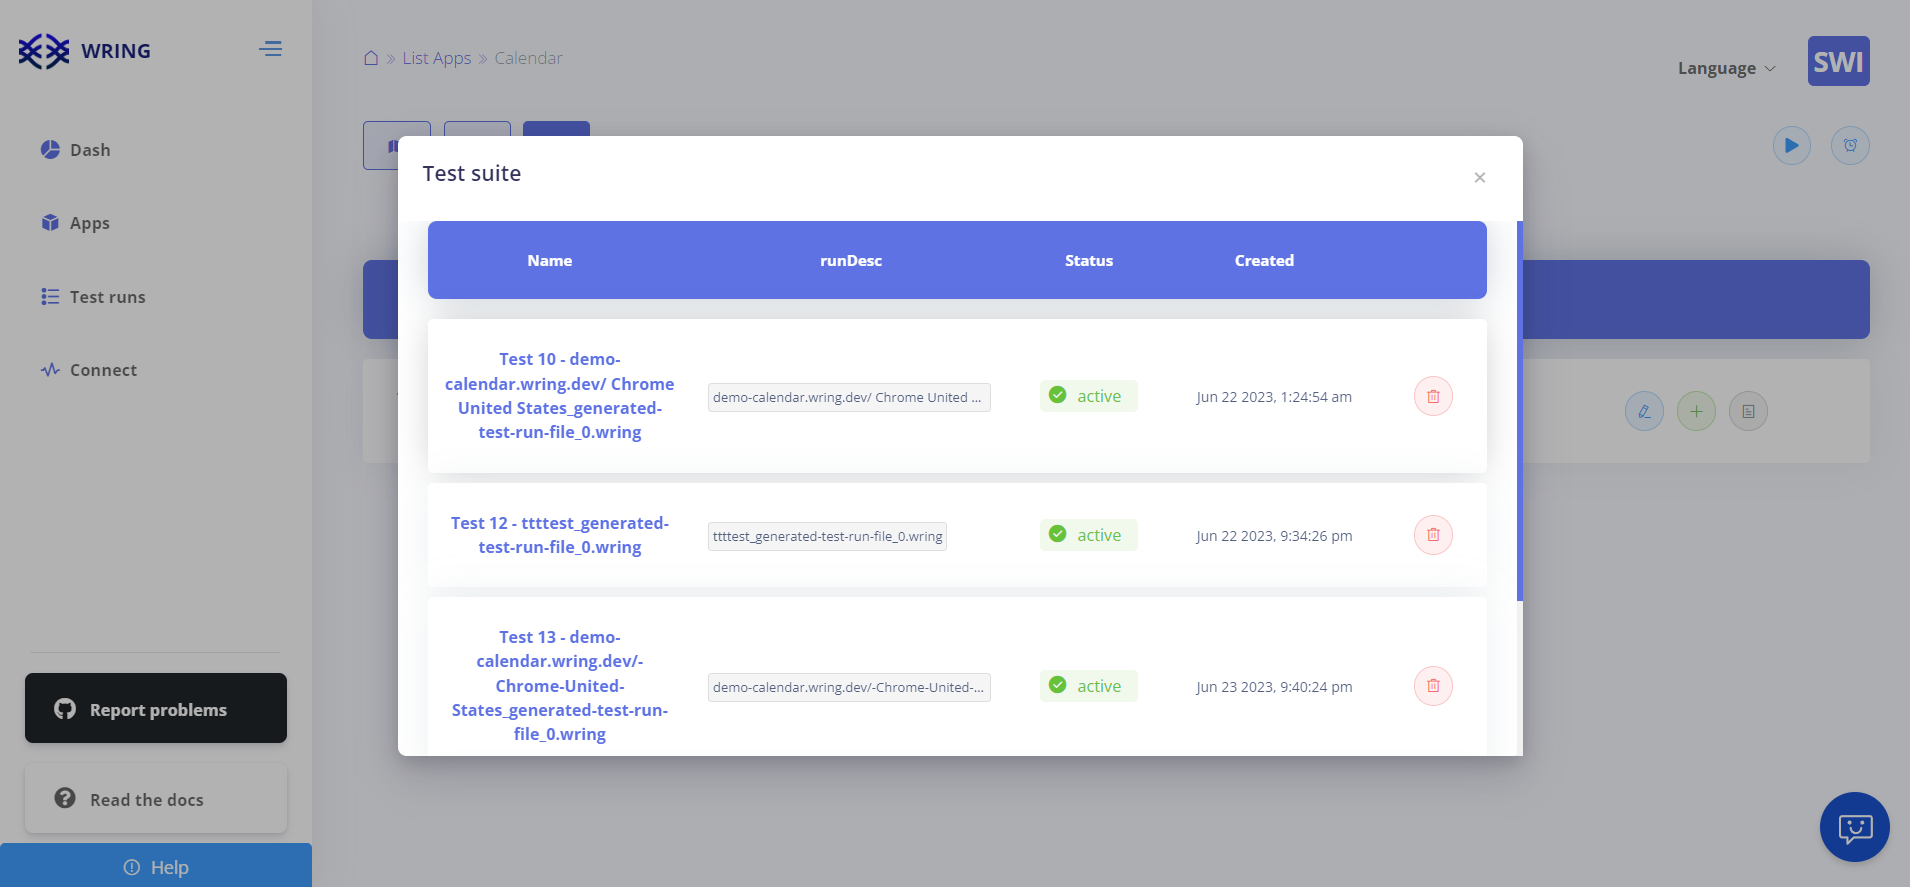 WRING
List Apps » Calendar
Language
SWI
Dash
Apps
Test runs
Connect
Report problems
Read the docs
Help
Test suite
×
Name runDesc Status Created
Test 10 - demo-
calendar.wring.dev/ Chrome
United States_generated-
test-run-file_0.wring
demo-calendar.wring.dev/ Chrome United ...
active
Jun 22 2023, 1:24:54 am
Test 12 - ttttest_generated-
test-run-file_0.wring
ttttest_generated-test-run-file_0.wring
active
Jun 22 2023, 9:34:26 pm
Test 13 - demo-
calendar.wring.dev/-
Chrome-United-
States_generated-test-run-
file_0.wring
demo-calendar.wring.dev/-Chrome-United-...
active
Jun 23 2023, 9:40:24 pm